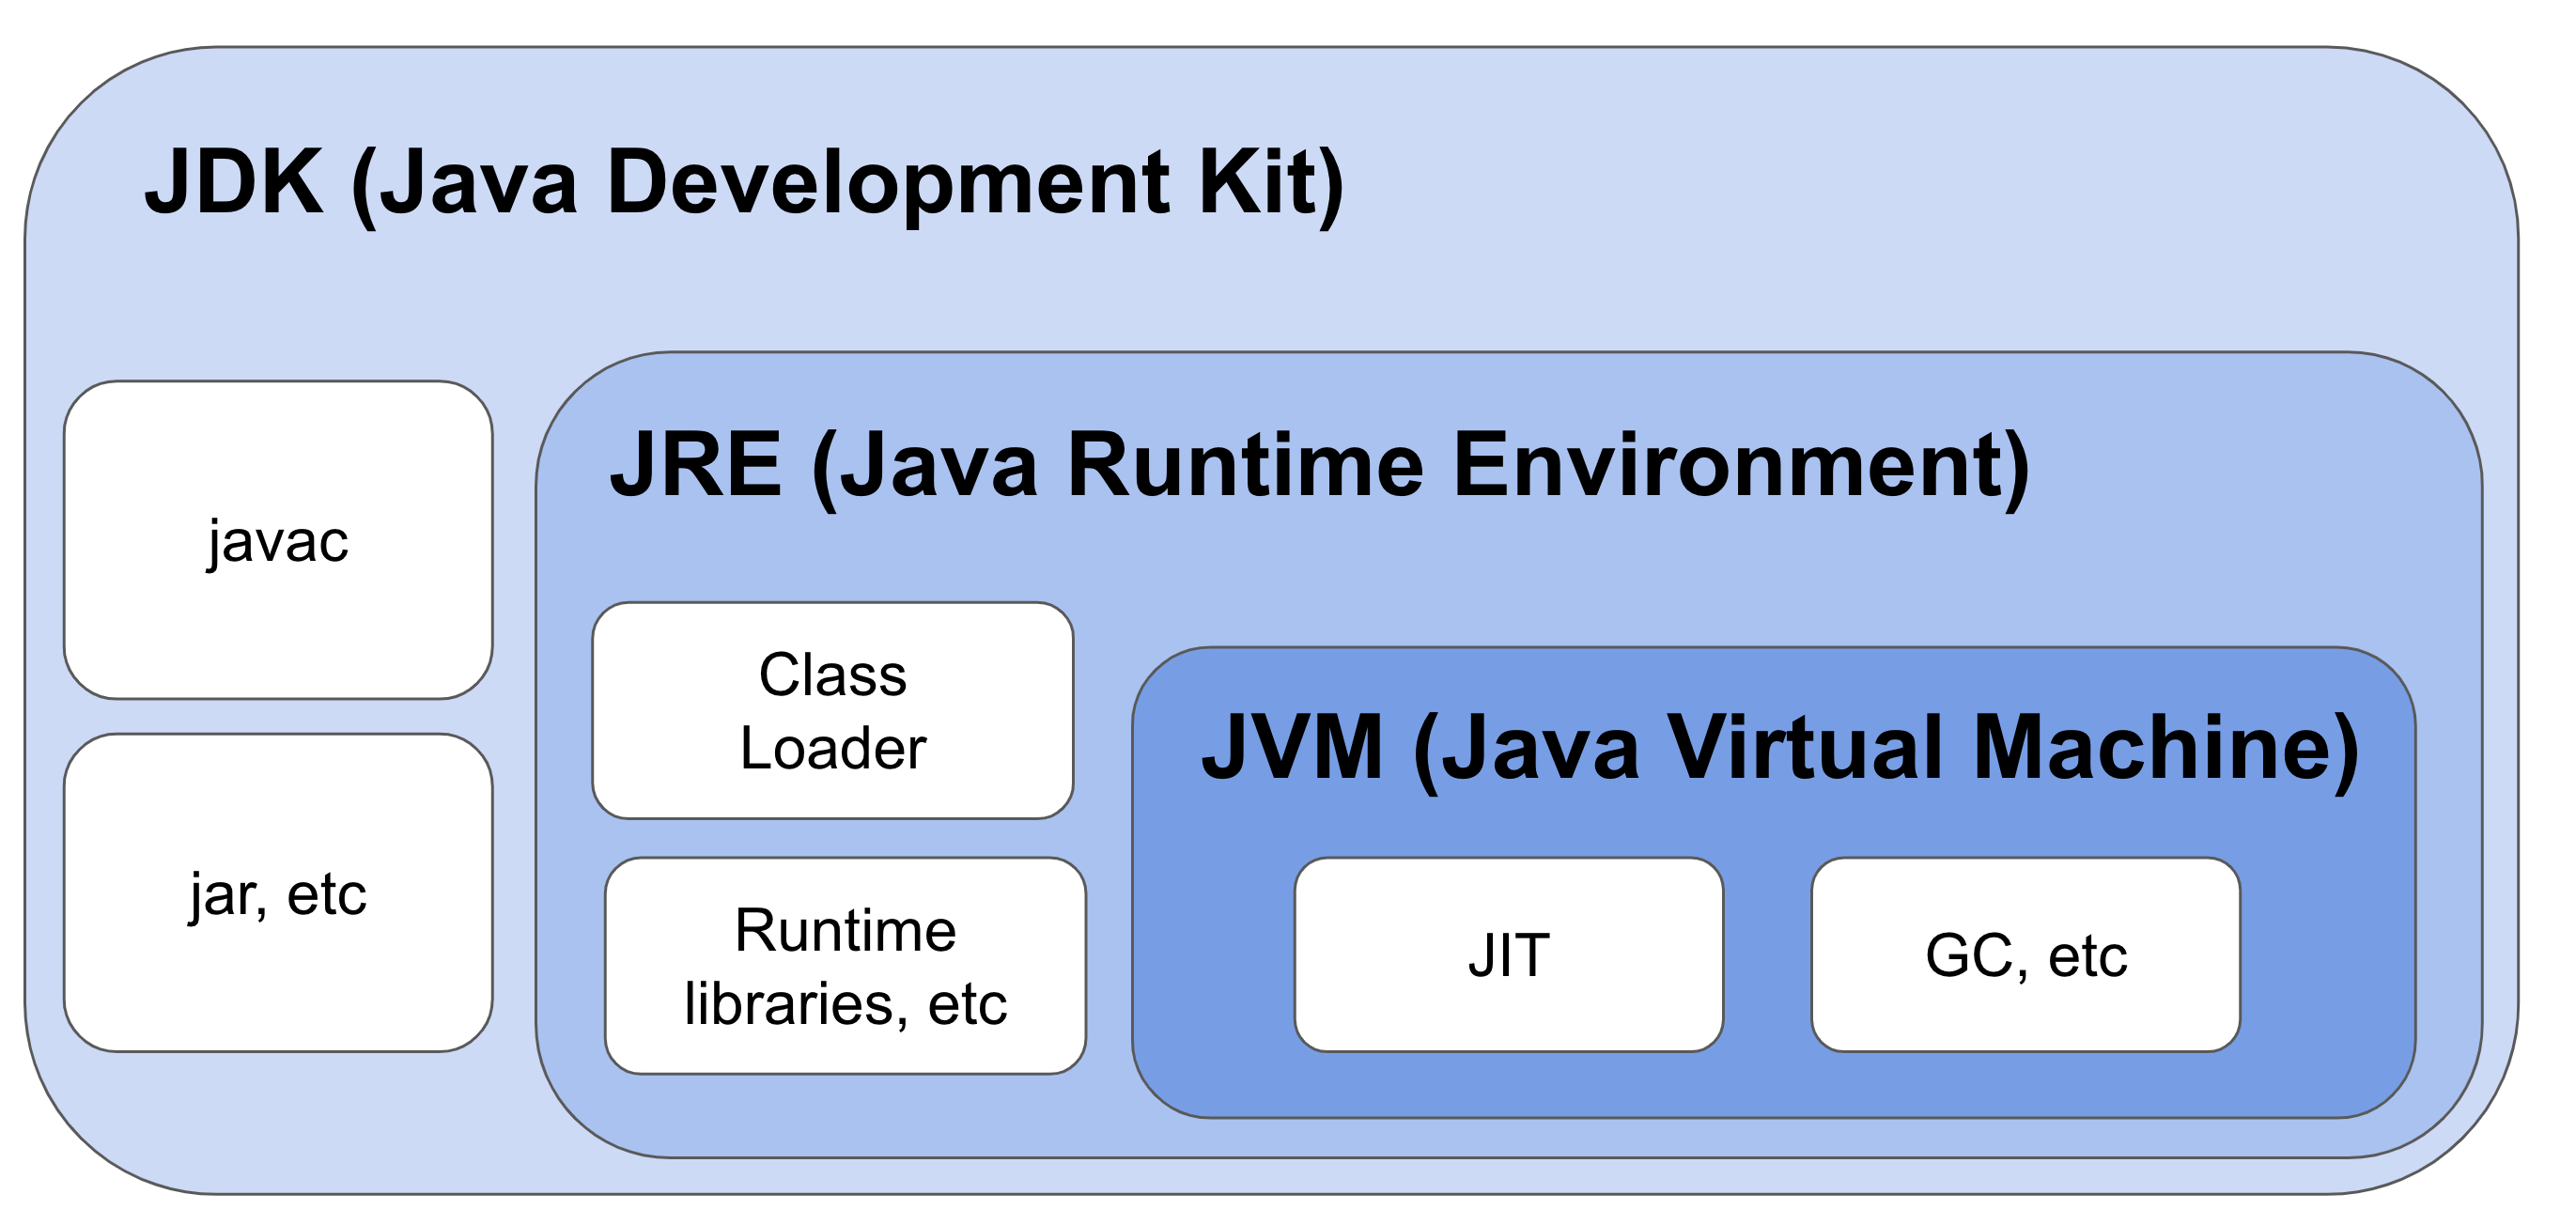 JDK (Java Development Kit)
javac
jar, etc
JRE (Java Runtime Environment)
Class
Loader
Runtime
libraries, etc
JVM (Java Virtual Machine)
JIT
GC, etc